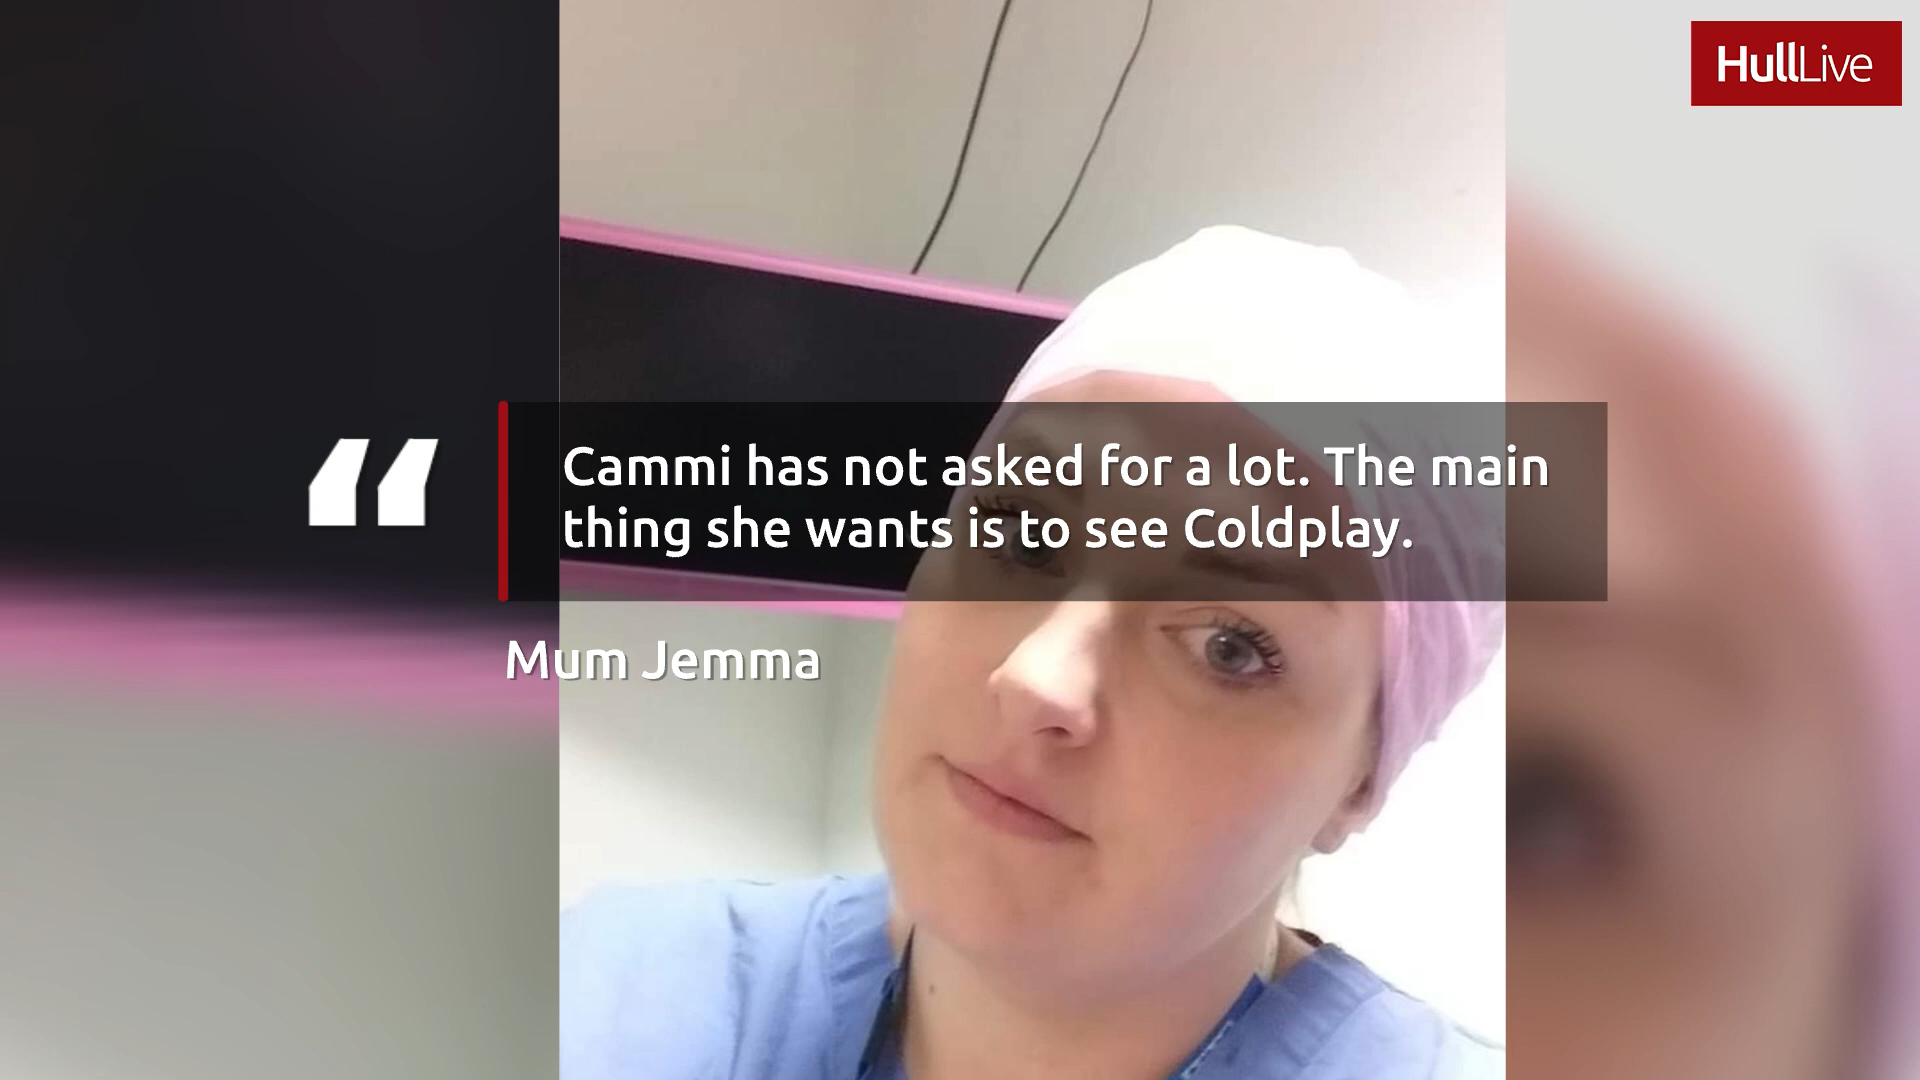 HullLive
“
Cammi has not asked for a lot. The main
thing she wants is to see Coldplay.
Mum Jemma